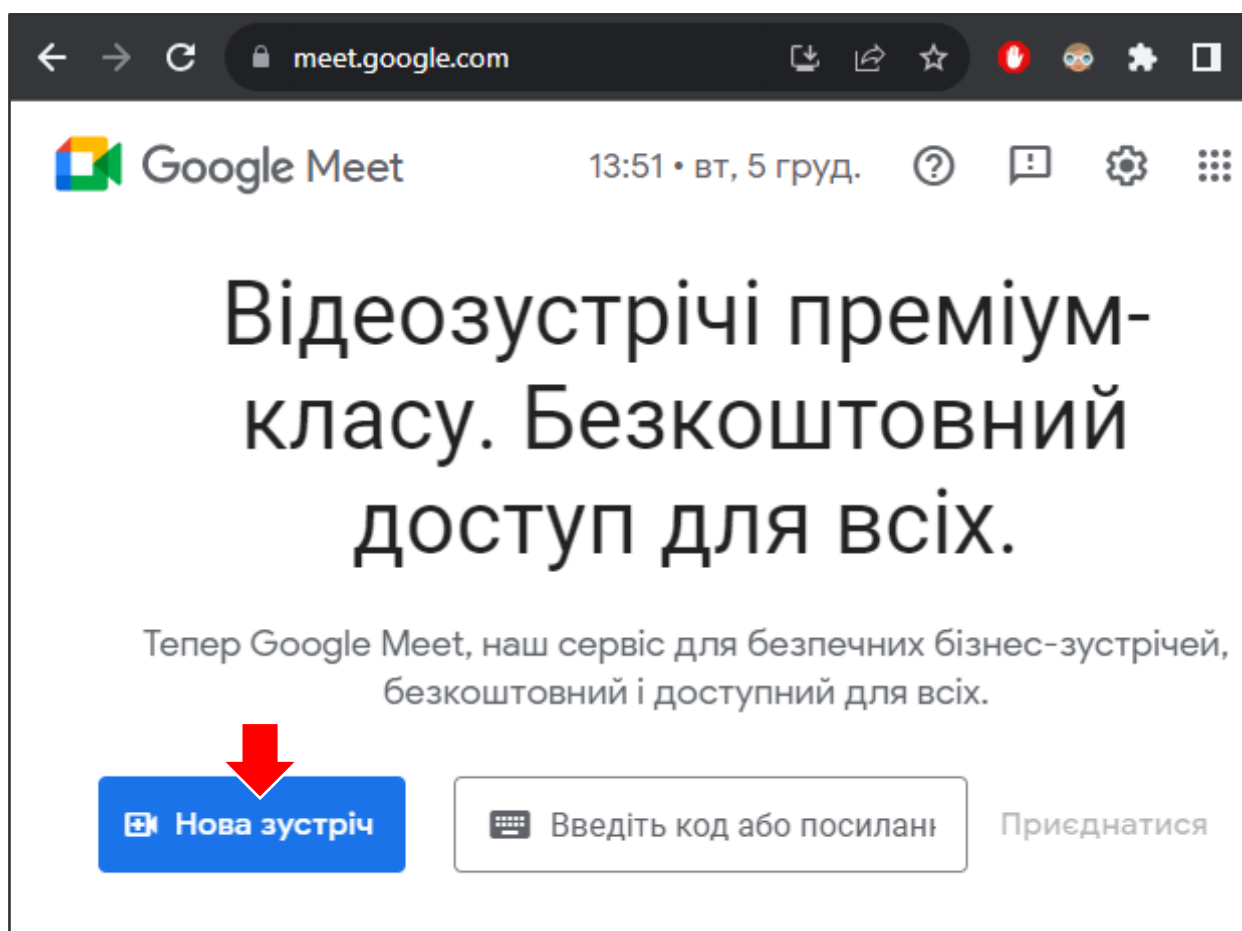 meet.google.com
Google Meet 13:51 • вт, 5 груд.
Відеозустрічі преміум-
класу. Безкоштовний
доступ для всіх.
Тепер Google Meet, наш сервіс для безпечних бізнес-зустрічей,
безкоштовний і доступний для всіх.
Нова зустріч Введіть код або посилан Приєднатися